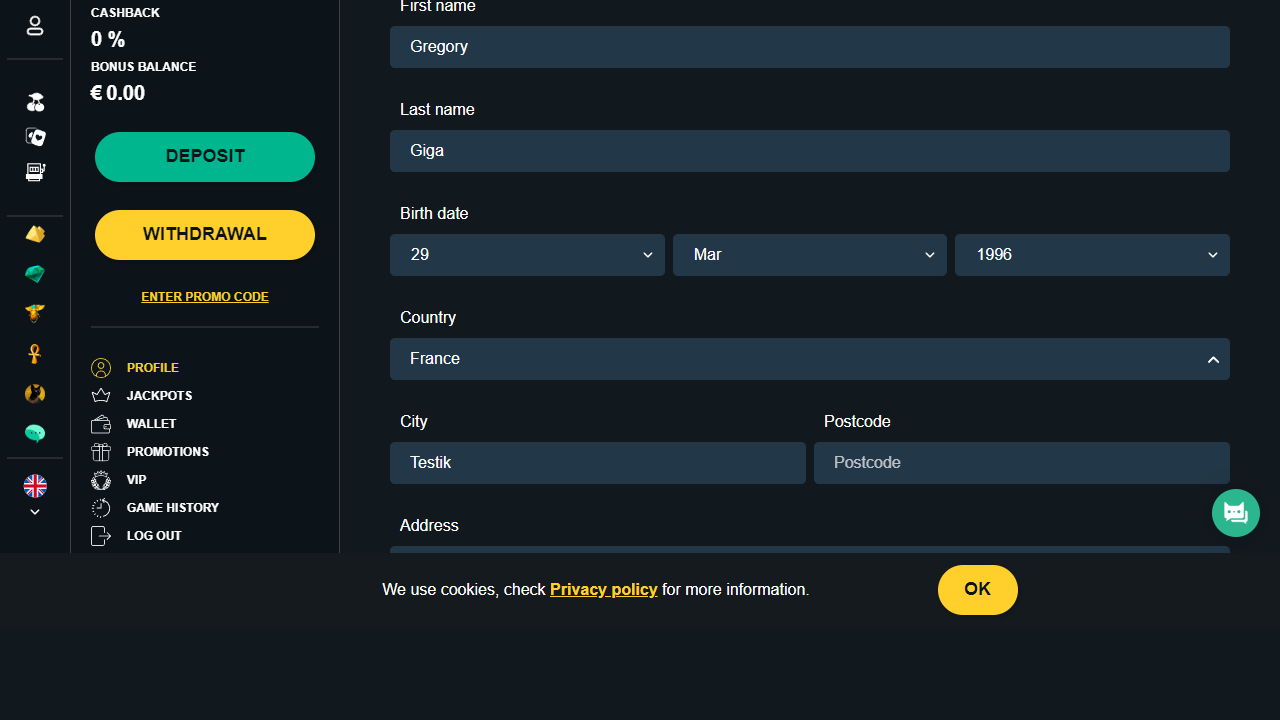 CASHBACK
0 %
BONUS BALANCE
€ 0.00
DEPOSIT
WITHDRAWAL
ENTER PROMO CODE
PROFILE
JACKPOTS
WALLET
PROMOTIONS
VIP
GAME HISTORY
LOG OUT
First name
Gregory
Last name
Giga
Birth date
29 Mar 1996
Country
France
City Postcode
Testik Postcode
Address
We use cookies, check Privacy policy for more information. OK